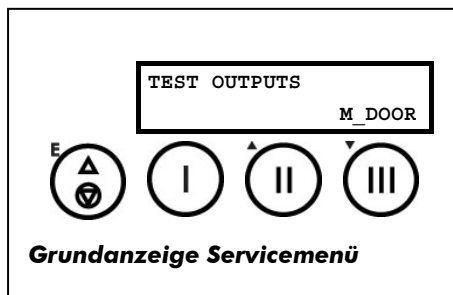 TEST OUTPUTS
M_DOOR
E
I
II
III
Grundanzeige Servicemenü